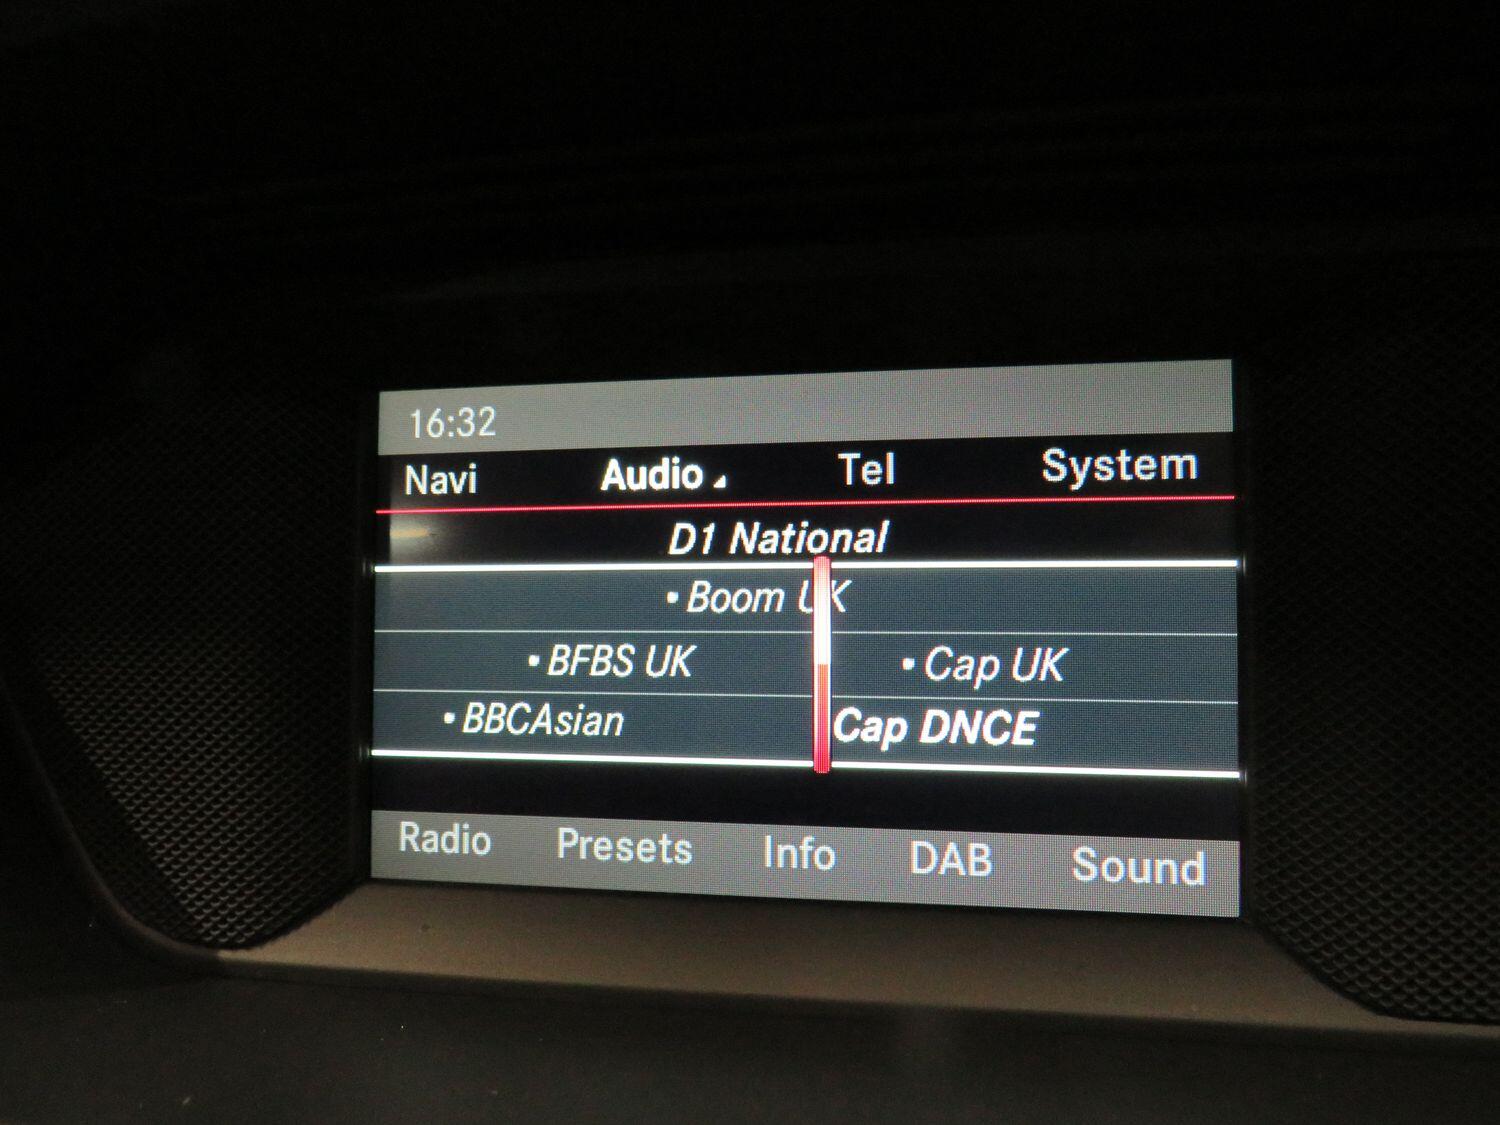 16:32
Navi Audio Tel System
D1 National
• Boom UK
• BFBS UK • Cap UK
• BBCAsian Cap DNCE
Radio Presets Info DAB Sound